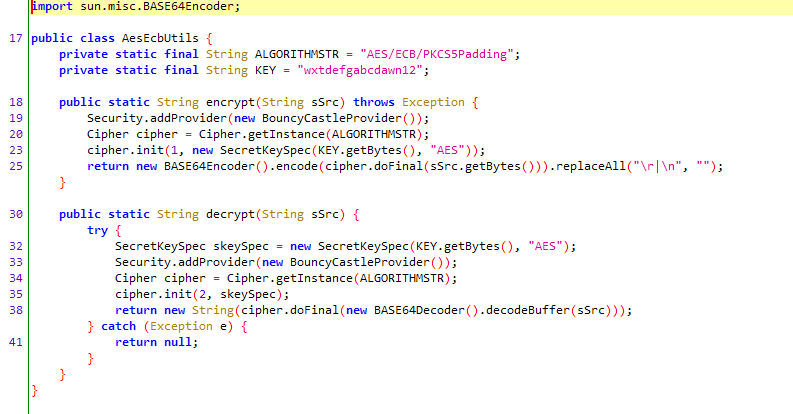 import sun.misc.BASE64Encoder;
17 public class AesEcbUtils {
private static final String ALGORITHMSTR = "AES/ECB/PKCS5Padding";
private static final String KEY = "wxtdefgabcdawn12";
18 public static String encrypt(String sSrc) throws Exception {
19 Security.addProvider(new BouncyCastleProvider());
20 Cipher cipher = Cipher.getInstance(ALGORITHMSTR);
23 cipher.init(1, new SecretKeySpec(KEY.getBytes(), "AES"));
25 return new BASE64Encoder().encode(cipher.doFinal(sSrc.getBytes())).replaceAll("\r|\n", "");
}
30 public static String decrypt(String sSrc) {
try {
32 SecretKeySpec skeySpec = new SecretKeySpec(KEY.getBytes(), "AES");
33 Security.addProvider(new BouncyCastleProvider());
34 Cipher cipher = Cipher.getInstance(ALGORITHMSTR);
35 cipher.init(2, skeySpec);
38 return new String(cipher.doFinal(new BASE64Decoder().decodeBuffer(sSrc)));
} catch (Exception e) {
41 return null;
}
}
}